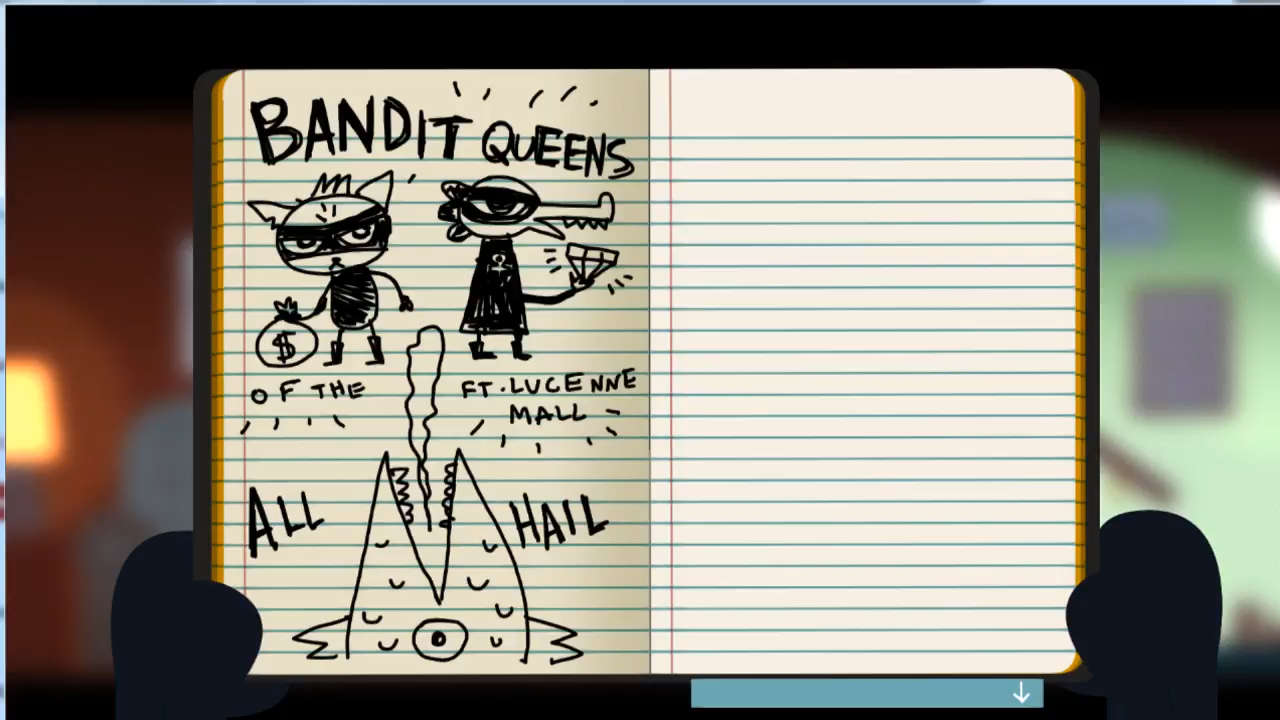 BANDIT QUEENS
$
OF THE FT. LUCENNE
MALL
ALL HAIL